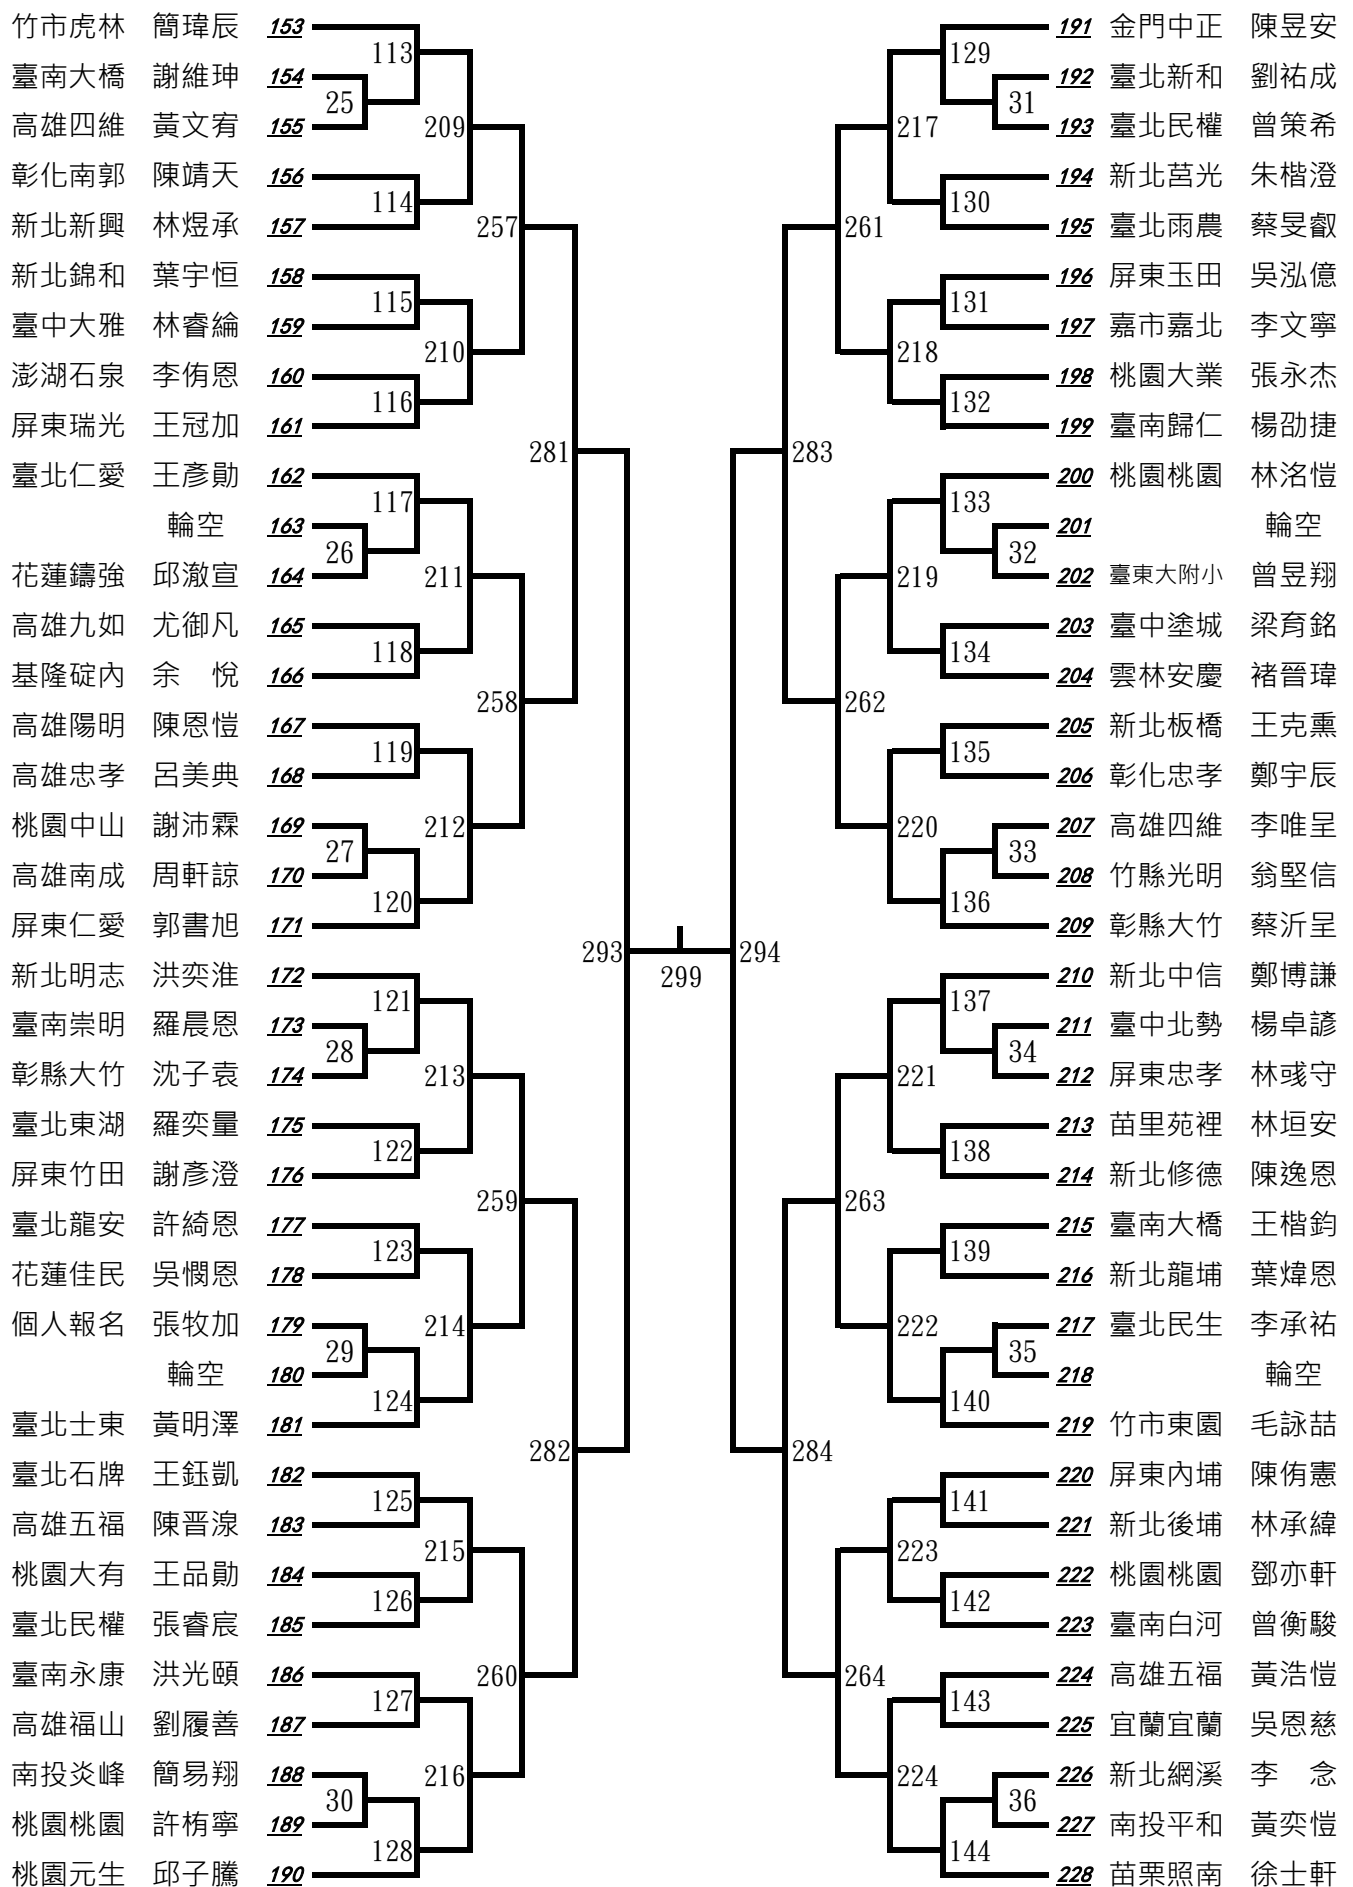 竹市虎林 簡瑋辰 153
臺南大橋 謝維珅 154
高雄四維 黃文宥 155
彰化南郭 陳靖天 156
新北新興 林煜承 157
新北錦和 葉宇恒 158
臺中大雅 林睿綸 159
澎湖石泉 李侑恩 160
屏東瑞光 王冠加 161
臺北仁愛 王彥勛 162
輪空 163
花蓮鑄強 邱澈宣 164
高雄九如 尤御凡 165
基隆碇內 余 悅 166
高雄陽明 陳恩愷 167
高雄忠孝 呂美典 168
桃園中山 謝沛霖 169
高雄南成 周軒諒 170
屏東仁愛 郭書旭 171
新北明志 洪奕淮 172
臺南崇明 羅晨恩 173
彰縣大竹 沈子袁 174
臺北東湖 羅奕量 175
屏東竹田 謝彥澄 176
臺北龍安 許綺恩 177
花蓮佳民 吳憫恩 178
個人報名 張牧加 179
輪空 180
臺北士東 黃明澤 181
臺北石牌 王鈺凱 182
高雄五福 陳晋湶 183
桃園大有 王品勛 184
臺北民權 張睿宸 185
臺南永康 洪光頤 186
高雄福山 劉履善 187
南投炎峰 簡易翔 188
桃園桃園 許栯寧 189
桃園元生 邱子騰 190
25
26
27
28
29
30
113
114
115
116
117
118
119
120
121
122
123
124
125
126
127
128
209
210
211
212
213
214
215
216
257
258
259
260
281
282
293
299
294
283
284
261
262
263
264
217
218
219
220
221
222
223
224
129
130
131
132
133
134
135
136
137
138
139
140
141
142
143
144
31
32
33
34
35
36
191 金門中正 陳昱安
192 臺北新和 劉祐成
193 臺北民權 曾策希
194 新北莒光 朱楷澄
195 臺北雨農 蔡旻叡
196 屏東玉田 吳泓億
197 嘉市嘉北 李文寧
198 桃園大業 張永杰
199 臺南歸仁 楊劭捷
200 桃園桃園 林洺愷
201 輪空
202 臺東大附小 曾昱翔
203 臺中塗城 梁育銘
204 雲林安慶 褚晉瑋
205 新北板橋 王克熏
206 彰化忠孝 鄭宇辰
207 高雄四維 李唯呈
208 竹縣光明 翁堅信
209 彰縣大竹 蔡沂呈
210 新北中信 鄭博謙
211 臺中北勢 楊卓諺
212 屏東忠孝 林彧守
213 苗里苑裡 林垣安
214 新北修德 陳逸恩
215 臺南大橋 王楷鈞
216 新北龍埔 葉煒恩
217 臺北民生 李承祐
218 輪空
219 竹市東園 毛詠喆
220 屏東內埔 陳侑憲
221 新北後埔 林承緯
222 桃園桃園 鄧亦軒
223 臺南白河 曾衡駿
224 高雄五福 黃浩愷
225 宜蘭宜蘭 吳恩慈
226 新北網溪 李 念
227 南投平和 黃奕愷
228 苗栗照南 徐士軒